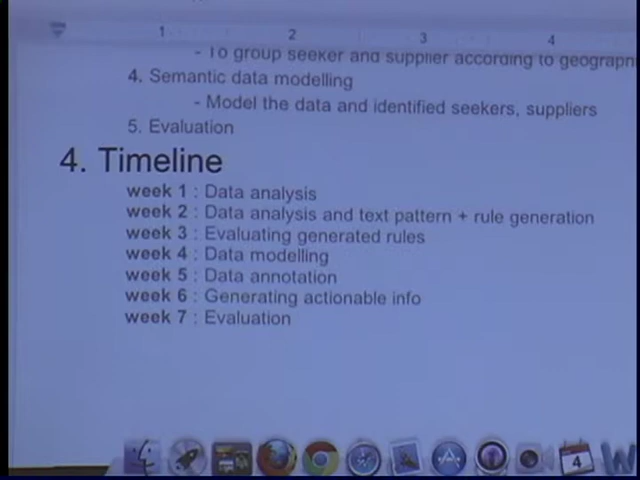 1 2 3 4
- To group seeker and supplier according to
4. Semantic data modelling
- Model the data and identified seekers, suppliers
5. Evaluation
4. Timeline
week 1 : Data analysis
week 2 : Data analysis and text pattern + rule generation
week 3 : Evaluating generated rules
week 4 : Data modelling
week 5 : Data annotation
week 6 : Generating actionable info
week 7 : Evaluation
4